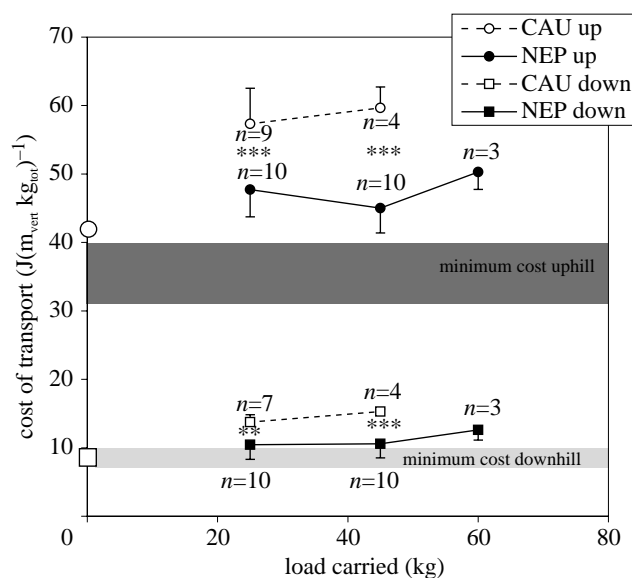 CAU up
NEP up
CAU down
NEP down
cost of transport (J(m_vert kg_tot)^−1)
70
60
50
40
30
20
10
0
n=9
***
n=10
n=4
***
n=10
n=3
minimum cost uphill
n=7
**
n=4
***
n=3
minimum cost downhill
n=10
n=10
20
40
60
80
load carried (kg)